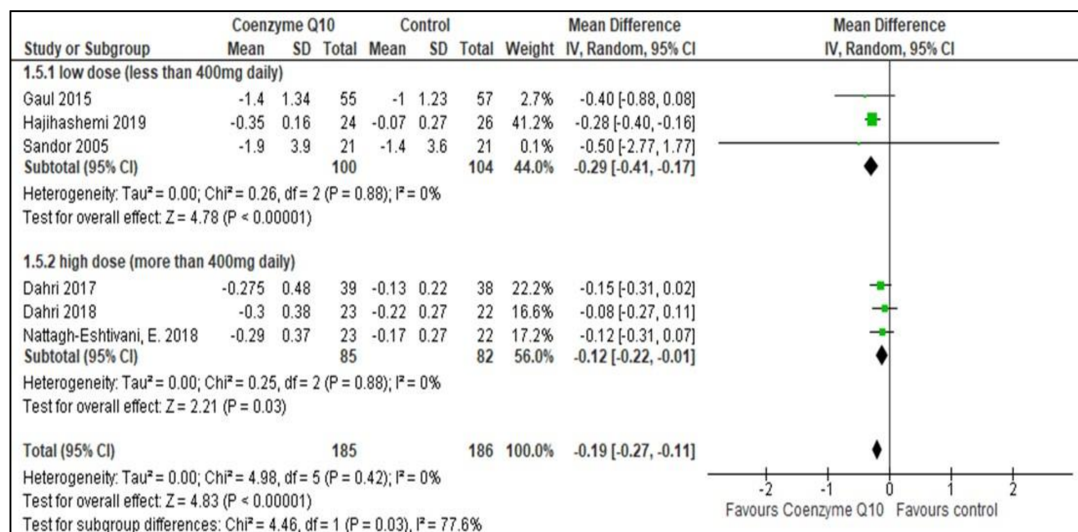 Coenzyme Q10 Control Mean Difference Mean Difference
Study or Subgroup Mean SD Total Mean SD Total Weight IV, Random, 95% CI IV, Random, 95% CI
1.5.1 low dose (less than 400mg daily)
Gaul 2015 -1.4 1.34 55 -1 1.23 57 2.7% -0.40 [-0.88, 0.08]
Hajihashemi 2019 -0.35 0.16 24 -0.07 0.27 26 41.2% -0.28 [-0.40, -0.16]
Sandor 2005 -1.9 3.9 21 -1.4 3.6 21 0.1% -0.50 [-2.77, 1.77]
Subtotal (95% CI) 100 104 44.0% -0.29 [-0.41, -0.17]
Heterogeneity: Tau² = 0.00; Chi² = 0.26, df = 2 (P = 0.88); I² = 0%
Test for overall effect: Z = 4.78 (P < 0.00001)
1.5.2 high dose (more than 400mg daily)
Dahri 2017 -0.275 0.48 39 -0.13 0.22 38 22.2% -0.15 [-0.31, 0.02]
Dahri 2018 -0.3 0.38 23 -0.22 0.27 22 16.6% -0.08 [-0.27, 0.11]
Nattagh-Eshtivani, E. 2018 -0.29 0.37 23 -0.17 0.27 22 17.2% -0.12 [-0.31, 0.07]
Subtotal (95% CI) 85 82 56.0% -0.12 [-0.22, -0.01]
Heterogeneity: Tau² = 0.00; Chi² = 0.25, df = 2 (P = 0.88); I² = 0%
Test for overall effect: Z = 2.21 (P = 0.03)
Total (95% CI) 185 186 100.0% -0.19 [-0.27, -0.11]
Heterogeneity: Tau² = 0.00; Chi² = 4.98, df = 5 (P = 0.42); I² = 0%
Test for overall effect: Z = 4.83 (P < 0.00001)
Test for subgroup differences: Chi² = 4.46, df = 1 (P = 0.03), I² = 77.6%
-2 -1 0 1 2
Favours Coenzyme Q10 Favours control